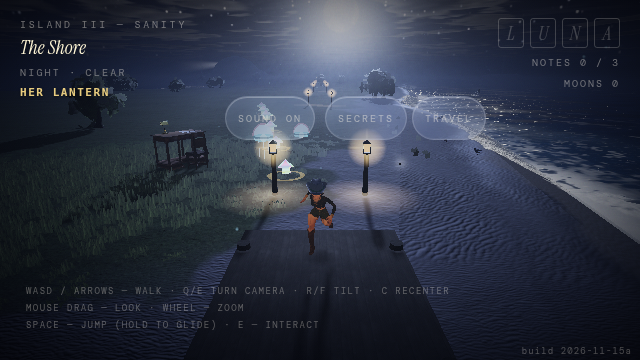 ISLAND III — SANITY
The Shore
NIGHT · CLEAR
HER LANTERN
LUNA
NOTES 0 / 3
MOONS 0
SOUND ON
SECRETS
TRAVEL
WASD / ARROWS — WALK · Q/E TURN CAMERA · R/F TILT · C RECENTER
MOUSE DRAG — LOOK · WHEEL — ZOOM
SPACE — JUMP (HOLD TO GLIDE) · E — INTERACT
build 2026-11-15a